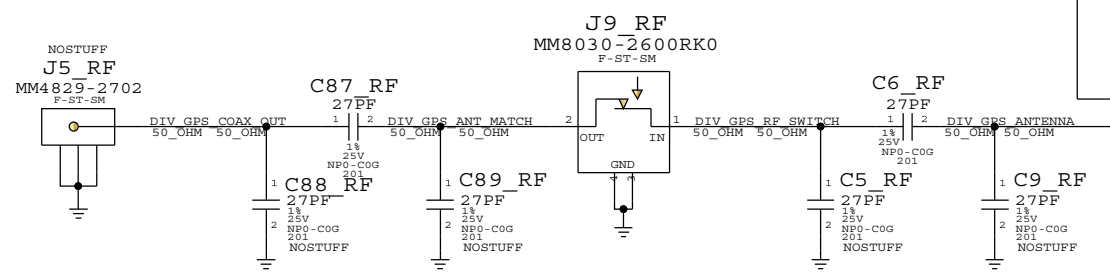 NOSTUFF
J5_RF
MM4829-2702
F-ST-SM
DIV_GPS_COAX_OUT
50_OHM 50_OHM
C87_RF
27PF
1 2
1%
25V
NP0-C0G
201
DIV_GPS_ANT_MATCH
50_OHM 50_OHM
J9_RF
MM8030-2600RK0
F-ST-SM
2 1
OUT IN
GND
4 3
DIV_GPS_RF_SWITCH
50_OHM 50_OHM
C6_RF
27PF
1 2
1%
25V
NP0-C0G
201
DIV_GPS_ANTENNA
50_OHM 50_OHM
1
C88_RF
27PF
1%
25V
2
NP0-C0G
201
NOSTUFF
1
C89_RF
27PF
1%
25V
2
NP0-C0G
201
NOSTUFF
1
C5_RF
27PF
1%
25V
2
NP0-C0G
201
NOSTUFF
1
C9_RF
27PF
1%
25V
2
NP0-C0G
201
NOSTUFF